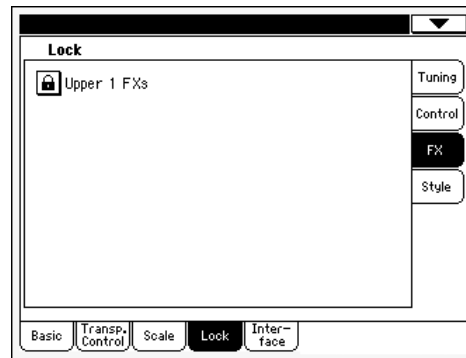 Lock
Upper 1 FXs
Tuning
Control
FX
Style
Basic
Transp.
Control
Scale
Lock
Inter-
face